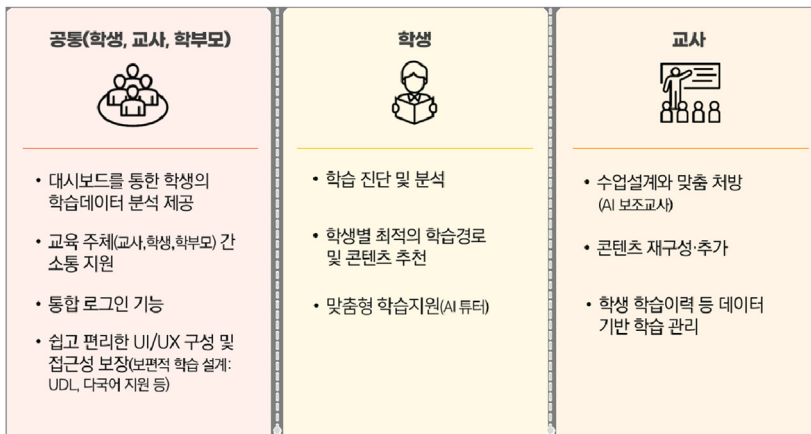 공통(학생, 교사, 학부모)
• 대시보드를 통한 학생의
학습데이터 분석 제공
• 교육 주체(교사,학생,학부모) 간
소통 지원
• 통합 로그인 기능
• 쉽고 편리한 UI/UX 구성 및
접근성 보장(보편적 학습 설계:
UDL, 다국어 지원 등)
학생
• 학습 진단 및 분석
• 학생별 최적의 학습경로
및 콘텐츠 추천
• 맞춤형 학습지원(AI 튜터)
교사
• 수업설계와 맞춤 처방
(AI 보조교사)
• 콘텐츠 재구성·추가
• 학생 학습이력 등 데이터
기반 학습 관리